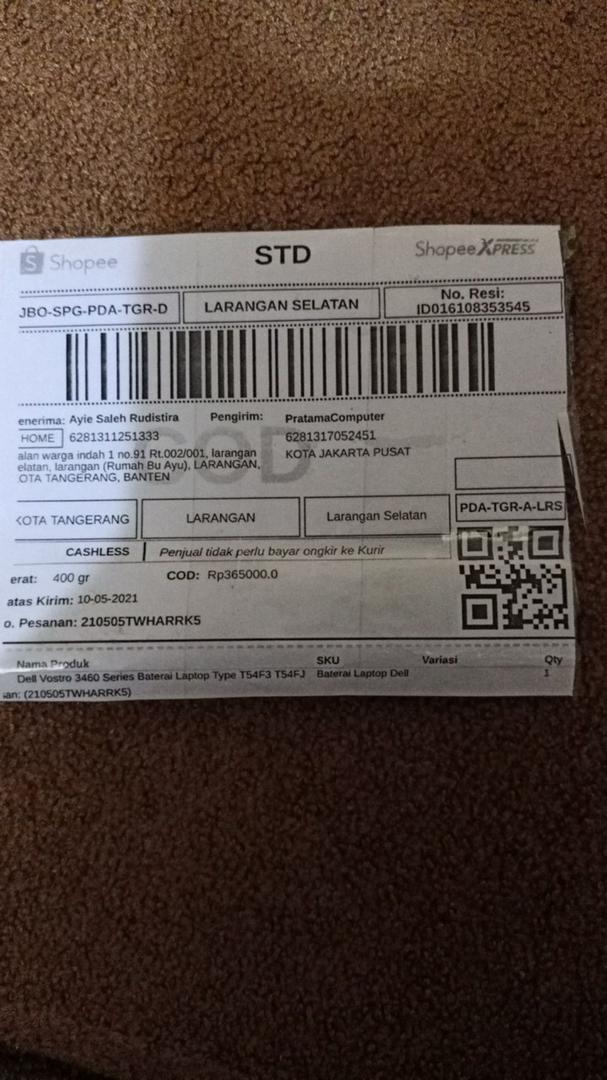 Shopee
STD
ShopeeXPRESS
JBO-SPG-PDA-TGR-D
LARANGAN SELATAN
No. Resi:
ID016108353545
enerima: Ayie Saleh Rudistira
Pengirim: PratamaComputer
HOME 6281311251333
6281317052451
alan warga indah 1 no.91 Rt.002/001, larangan
KOTA JAKARTA PUSAT
elatan, larangan (Rumah Bu Ayu), LARANGAN,
OTA TANGERANG, BANTEN
COD
KOTA TANGERANG
LARANGAN
Larangan Selatan
PDA-TGR-A-LRS
CASHLESS
Penjual tidak perlu bayar ongkir ke Kurir
erat: 400 gr
COD: Rp365000.0
atas Kirim: 10-05-2021
o. Pesanan: 210505TWHARRK5
Nama Produk SKU Variasi Qty
Dell Vostro 3460 Series Baterai Laptop Type T54F3 T54FJ Baterai Laptop Dell 1
san: (210505TWHARRK5)